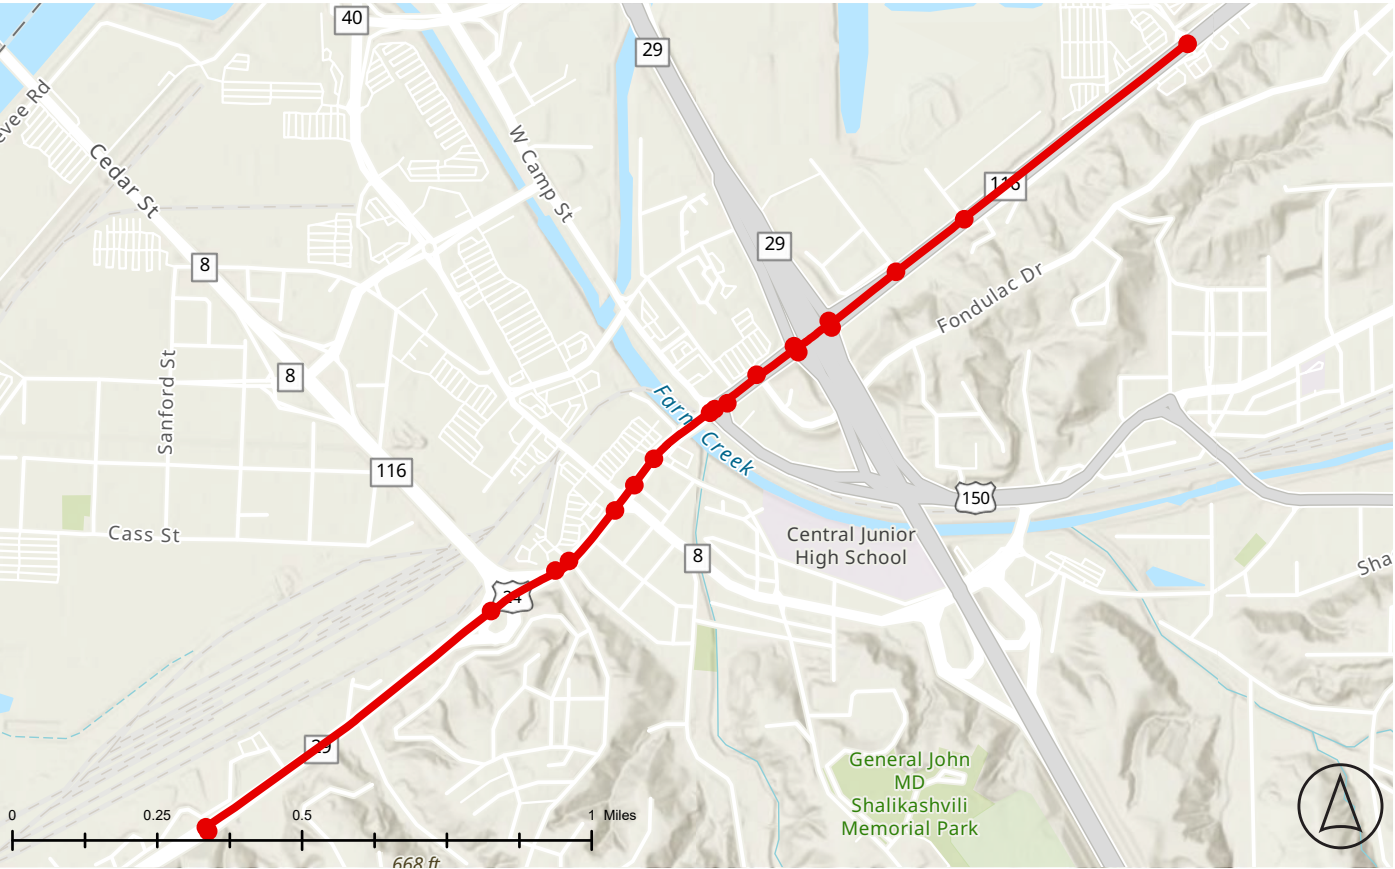 40
29
evee Rd
Cedar St
W Camp St
116
29
8
Fondulac Dr
Sanford St
8
Farm Creek
116
150
Cass St
Central Junior
High School
8
Sha
24
29
General John
MD
Shalikashvili
Memorial Park
0
0.25
0.5
1 Miles
668 ft